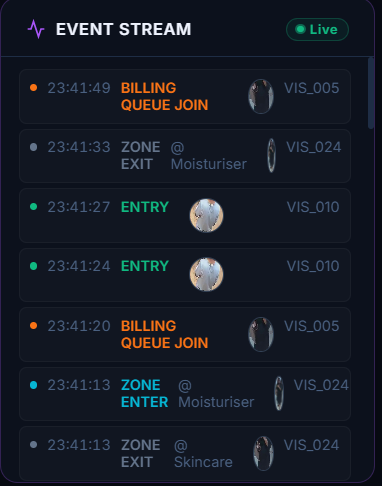 EVENT STREAM
Live
23:41:49 BILLING QUEUE JOIN VIS_005
23:41:33 ZONE EXIT @ Moisturiser VIS_024
23:41:27 ENTRY VIS_010
23:41:24 ENTRY VIS_010
23:41:20 BILLING QUEUE JOIN VIS_005
23:41:13 ZONE ENTER @ Moisturiser VIS_024
23:41:13 ZONE EXIT @ Skincare VIS_024